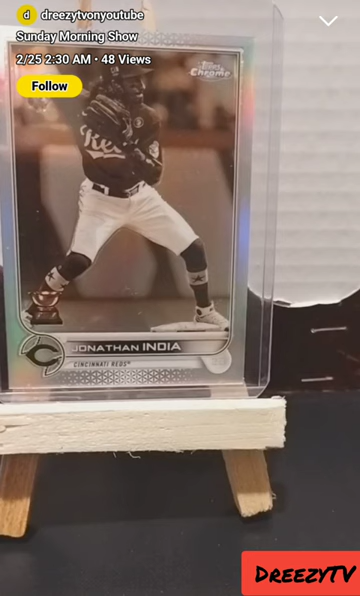 d dreezytvonyoutube
Sunday Morning Show
2/25 2:30 AM • 48 Views
Follow
Topps
Chrome
Reds
JONATHAN INDIA
CINCINNATI REDS®
DREEZYTV